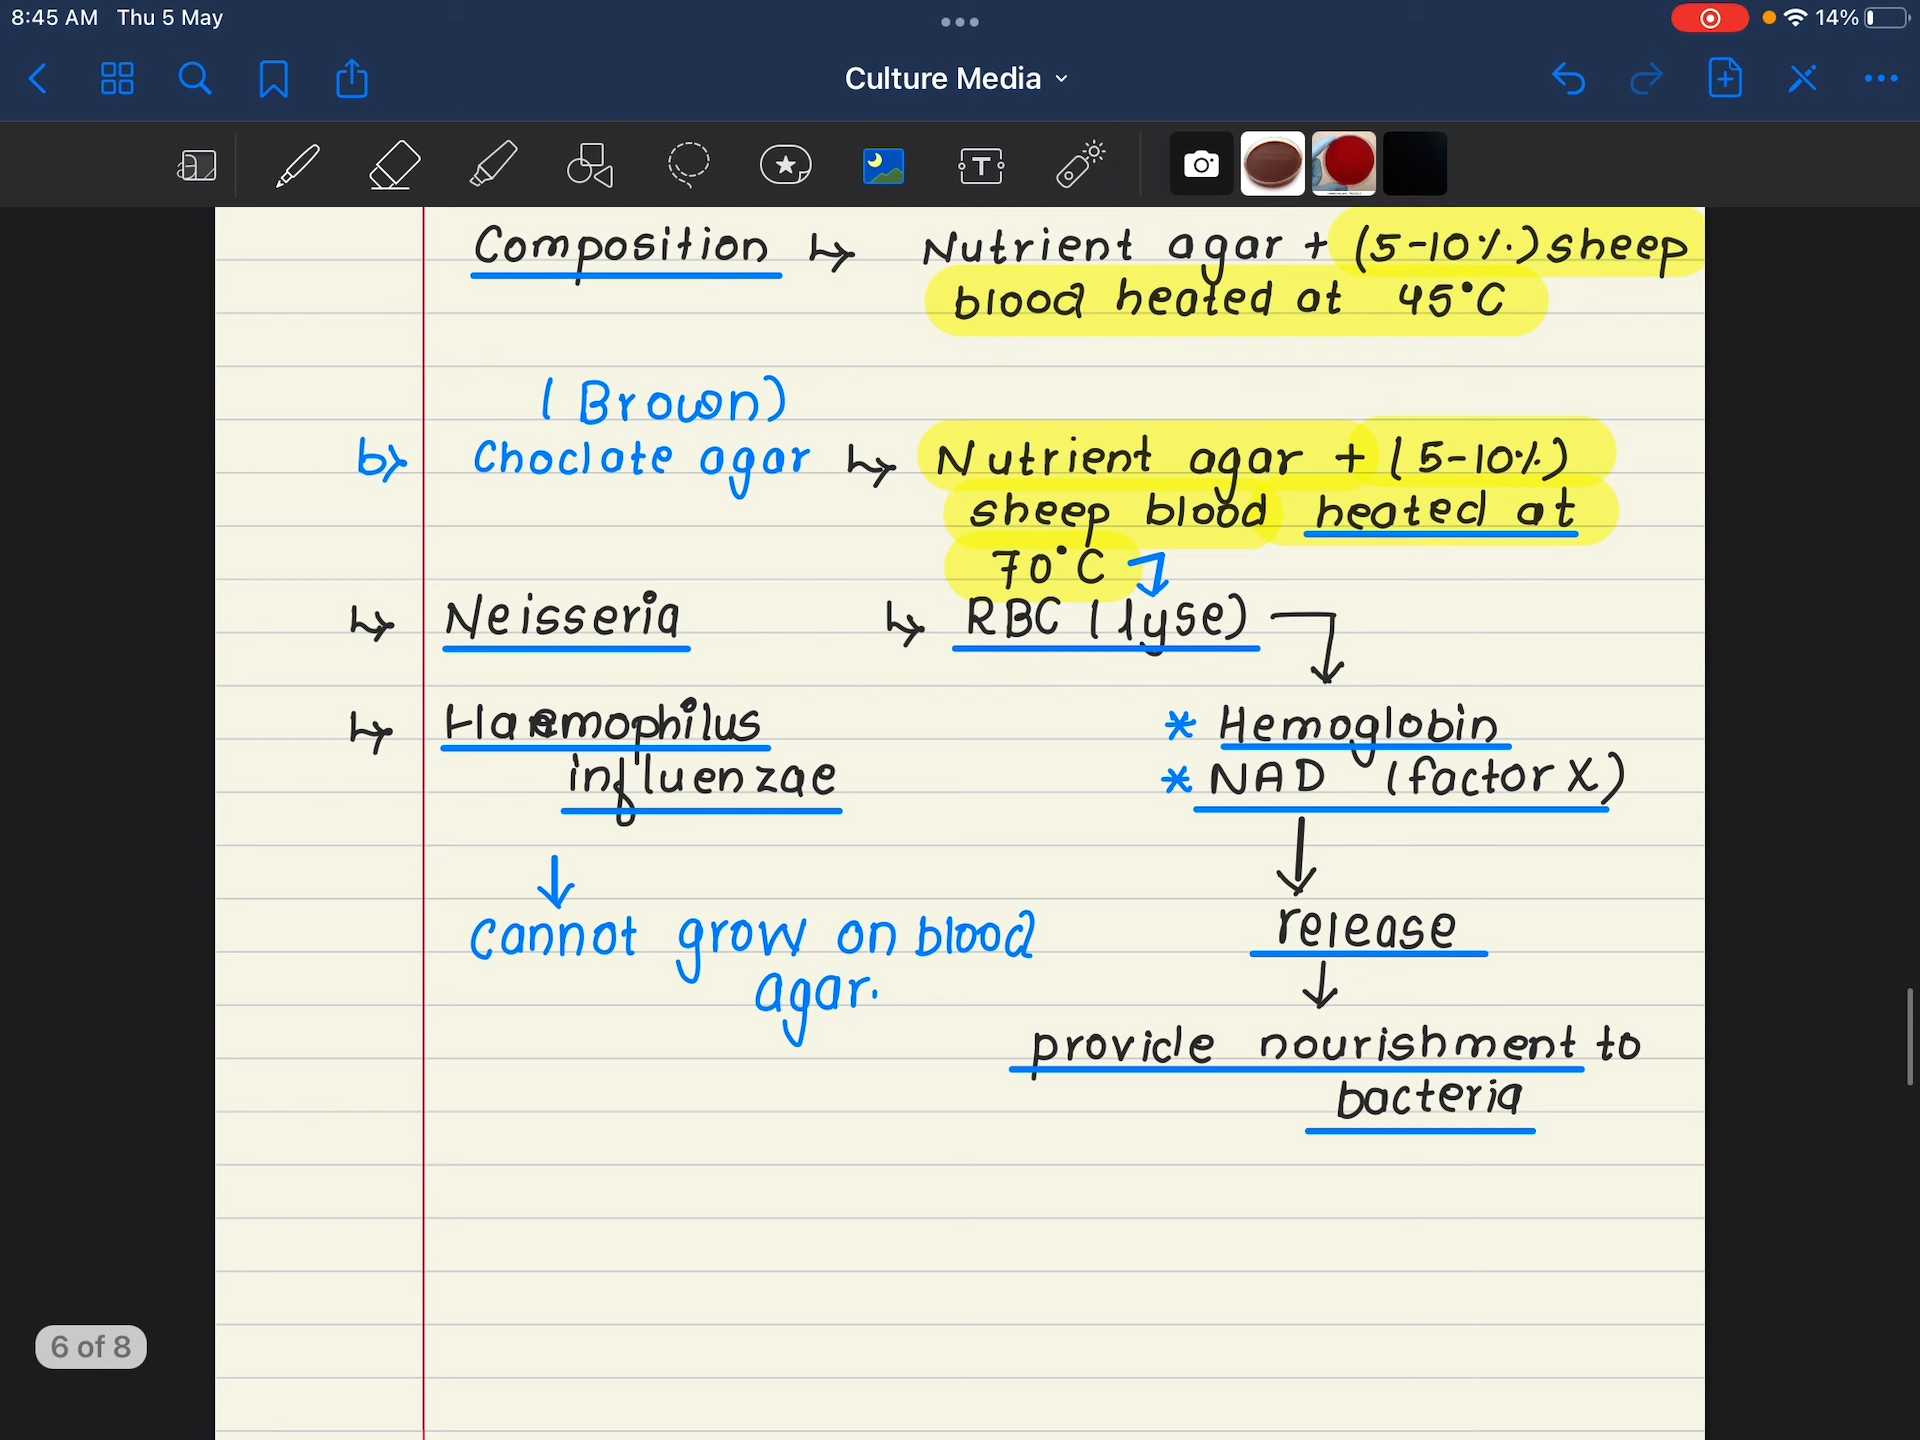 8:45 AM Thu 5 May
14%
Culture Media
T
Composition ↳ Nutrient agar + (5-10%) sheep
blood heated at 45°C
(Brown)
b> Choclate agar ↳ Nutrient agar + (5-10%)
sheep blood heated at
70°C
↳ Neisseria ↳ RBC (lyse)
↳ Haemophilus * Hemoglobin
influenzae * NAD (factor X)
↓ ↓
cannot grow on blood release
agar. ↓
provide nourishment to
bacteria
6 of 8